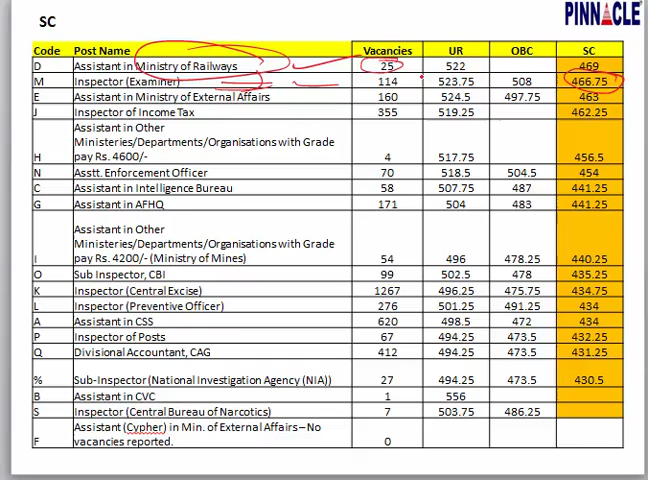 SC
PINNACLE
Code Post Name Vacancies UR OBC SC
D Assistant in Ministry of Railways 25 522 469
M Inspector (Examiner) 114 523.75 508 466.75
E Assistant in Ministry of External Affairs 160 524.5 497.75 463
J Inspector of Income Tax 355 519.25 462.25
Assistant in Other
Ministeries/Departments/Organisations with Grade
H pay Rs. 4600/- 4 517.75 456.5
N Asstt. Enforcement Officer 70 518.5 504.5 454
C Assistant in Intelligence Bureau 58 507.75 487 441.25
G Assistant in AFHQ 171 504 483 441.25
Assistant in Other
Ministeries/Departments/Organisations with Grade
I pay Rs. 4200/- (Ministry of Mines) 54 496 478.25 440.25
O Sub Inspector, CBI 99 502.5 478 435.25
K Inspector (Central Excise) 1267 496.25 475.75 434.75
L Inspector (Preventive Officer) 276 501.25 491.25 434
A Assistant in CSS 620 498.5 472 434
P Inspector of Posts 67 494.25 473.5 432.25
Q Divisional Accountant, CAG 412 494.25 473.5 431.25
% Sub-Inspector (National Investigation Agency (NIA)) 27 494.25 473.5 430.5
B Assistant in CVC 1 556
S Inspector (Central Bureau of Narcotics) 7 503.75 486.25
Assistant (Cypher) in Min. of External Affairs – No
F vacancies reported. 0